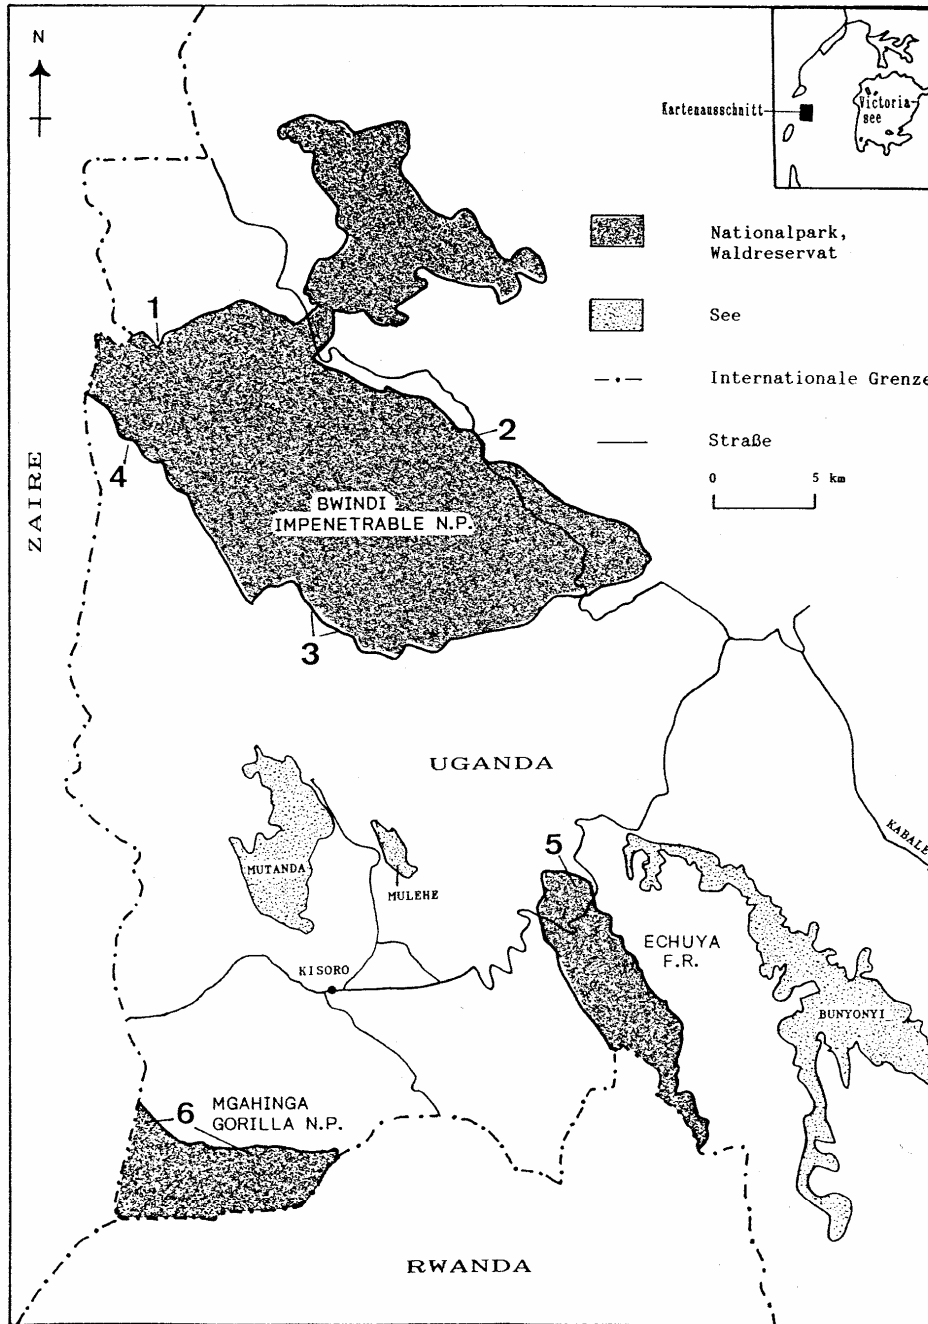 N
Kartenausschnitt
Victoria-
see
Nationalpark,
Waldreservat
See
Internationale Grenze
Straße
0 5 km
1
2
3
4
ZAIRE
BWINDI
IMPENETRABLE N.P.
UGANDA
MUTANDA
MULEHE
5
KABALE
ECHUYA
F.R.
KISORO
BUNYONYI
6
MGAHINGA
GORILLA N.P.
RWANDA